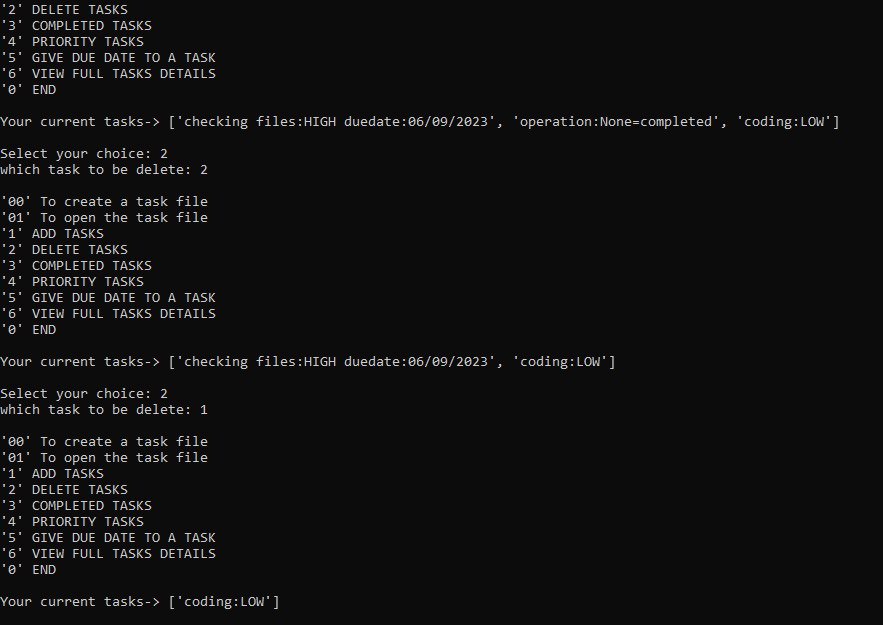 '2' DELETE TASKS
'3' COMPLETED TASKS
'4' PRIORITY TASKS
'5' GIVE DUE DATE TO A TASK
'6' VIEW FULL TASKS DETAILS
'0' END
Your current tasks-> ['checking files:HIGH duedate:06/09/2023', 'operation:None=completed', 'coding:LOW']
Select your choice: 2
which task to be delete: 2
'00' To create a task file
'01' To open the task file
'1' ADD TASKS
'2' DELETE TASKS
'3' COMPLETED TASKS
'4' PRIORITY TASKS
'5' GIVE DUE DATE TO A TASK
'6' VIEW FULL TASKS DETAILS
'0' END
Your current tasks-> ['checking files:HIGH duedate:06/09/2023', 'coding:LOW']
Select your choice: 2
which task to be delete: 1
'00' To create a task file
'01' To open the task file
'1' ADD TASKS
'2' DELETE TASKS
'3' COMPLETED TASKS
'4' PRIORITY TASKS
'5' GIVE DUE DATE TO A TASK
'6' VIEW FULL TASKS DETAILS
'0' END
Your current tasks-> ['coding:LOW']